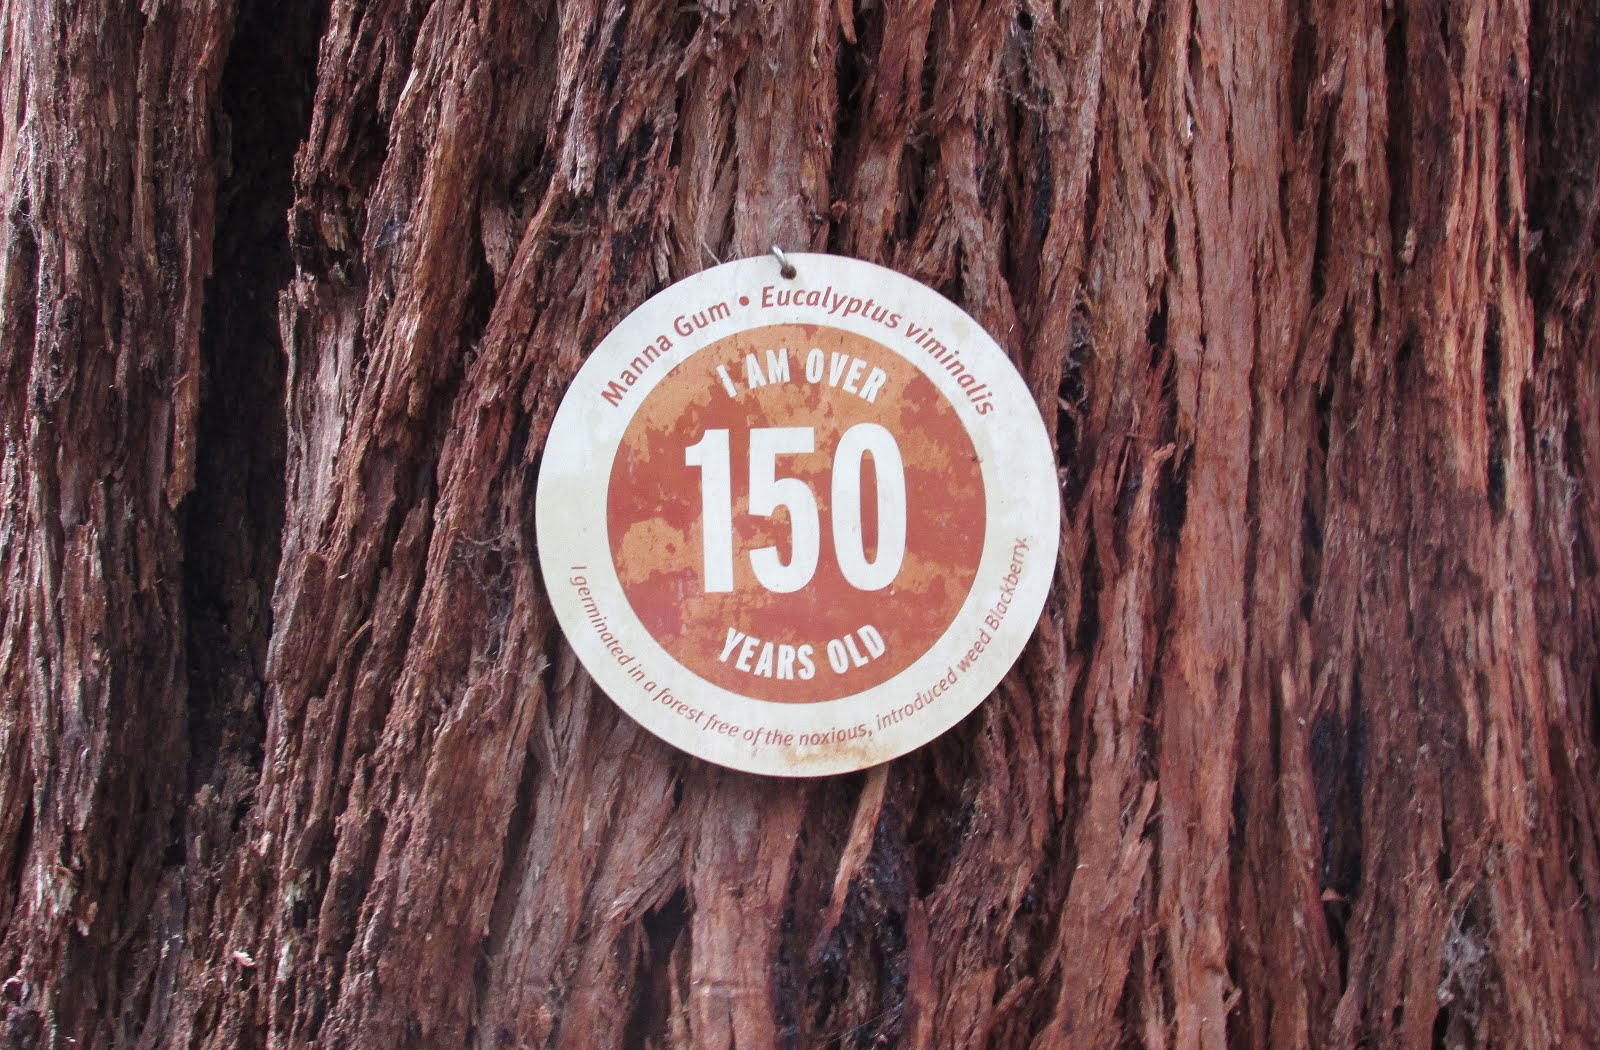 Manna Gum • Eucalyptus viminalis
I AM OVER
150
YEARS OLD
I germinated in a forest free of the noxious, introduced weed Blackberry.